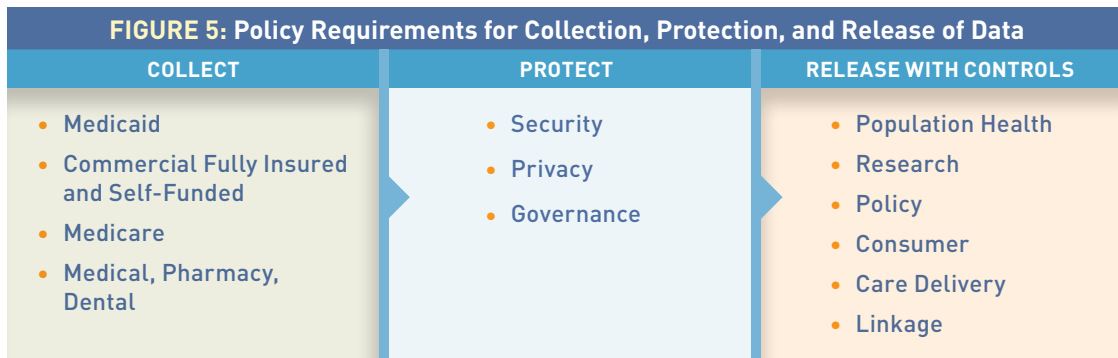 FIGURE 5: Policy Requirements for Collection, Protection, and Release of Data
COLLECT
• Medicaid
• Commercial Fully Insured
and Self-Funded
• Medicare
• Medical, Pharmacy,
Dental
PROTECT
• Security
• Privacy
• Governance
RELEASE WITH CONTROLS
• Population Health
• Research
• Policy
• Consumer
• Care Delivery
• Linkage